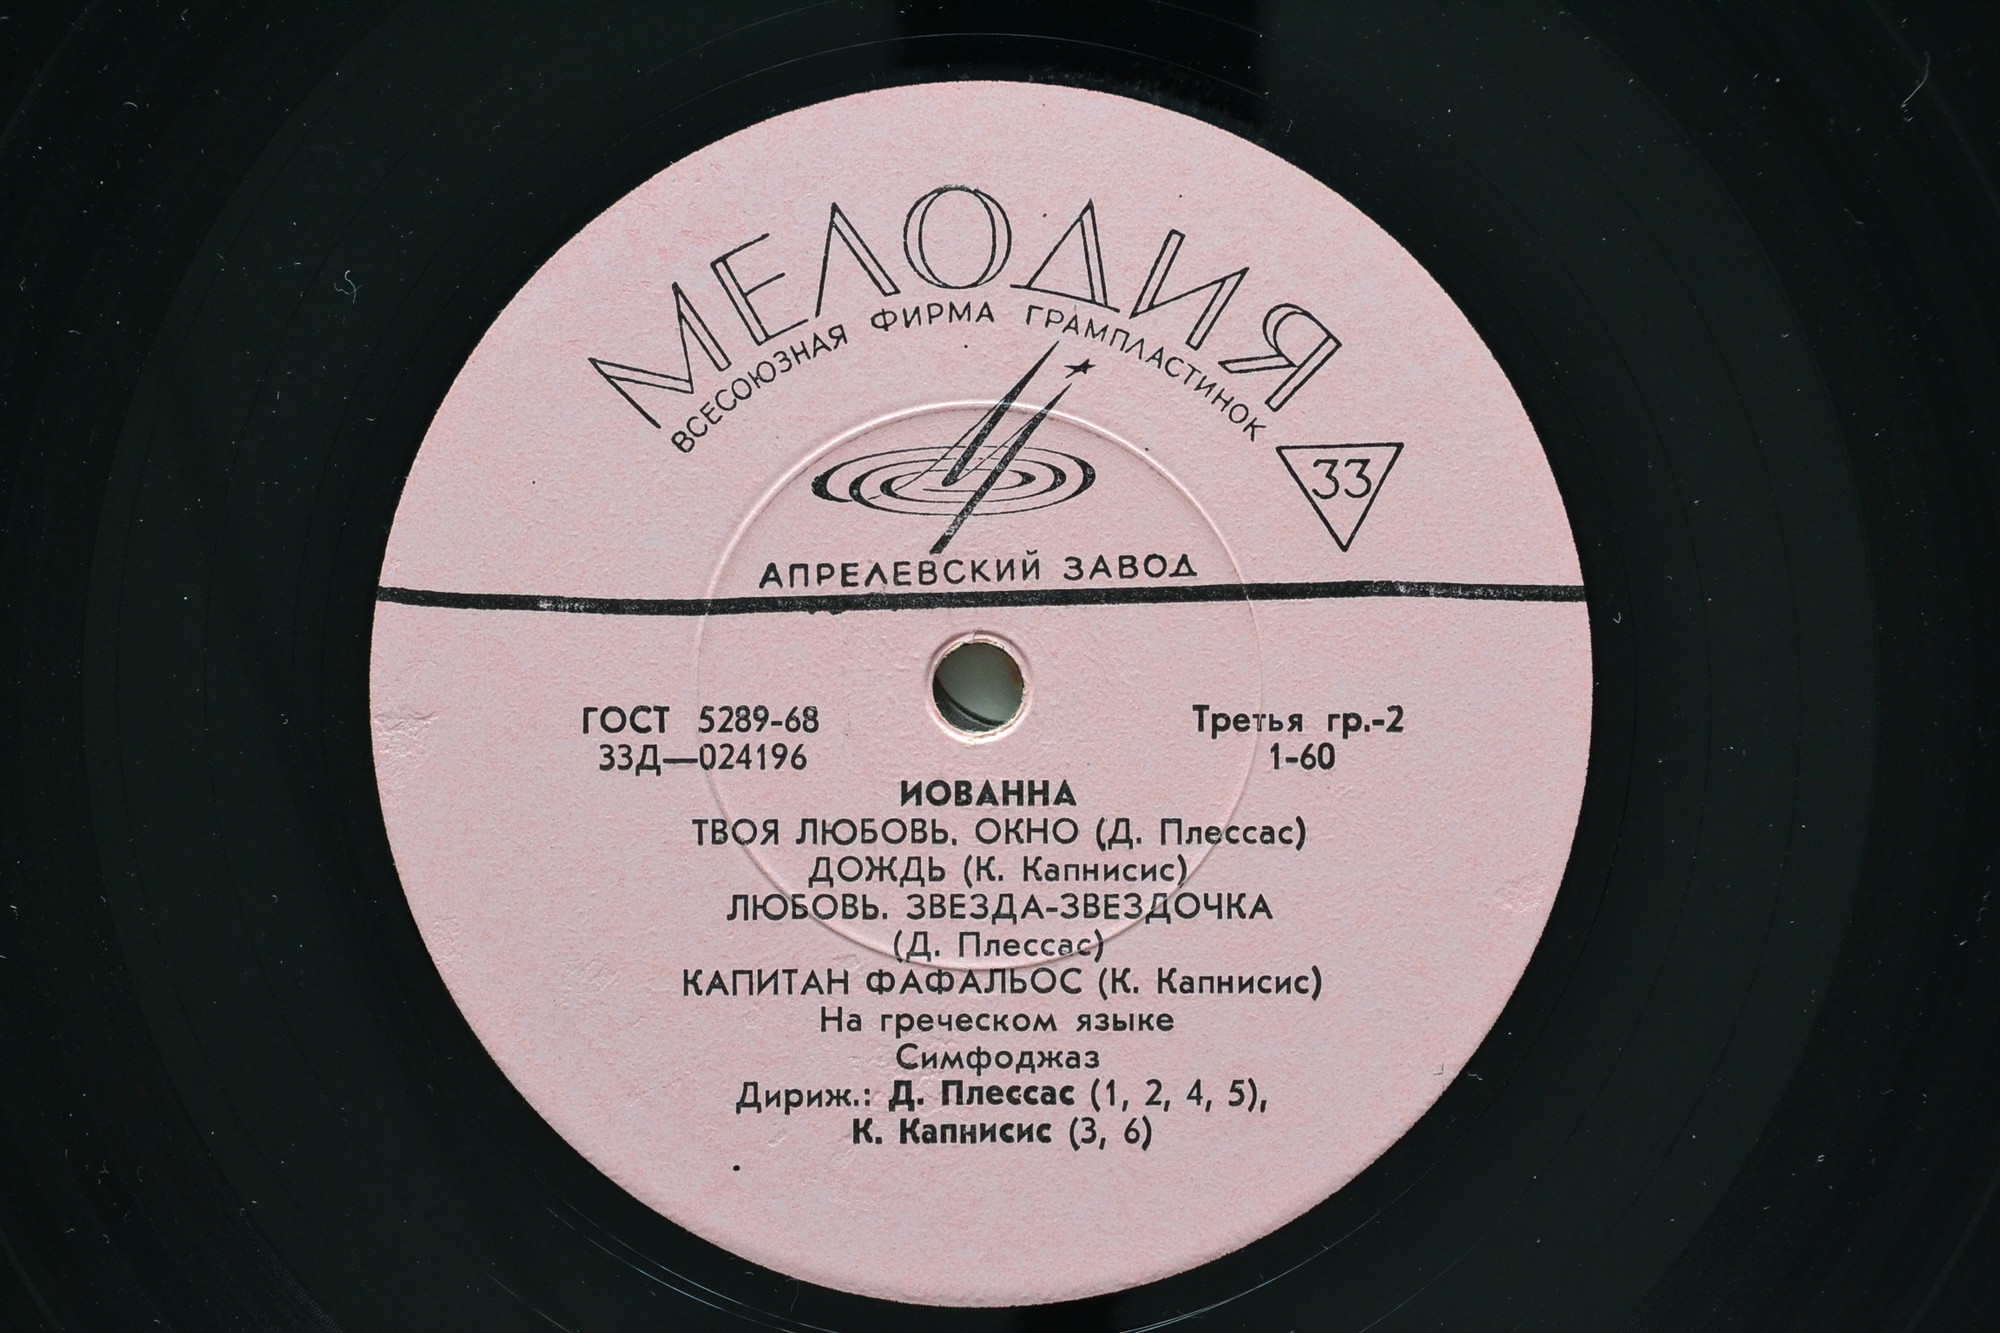 МЕЛОДИЯ
ВСЕСОЮЗНАЯ ФИРМА ГРАМПЛАСТИНОК
33
АПРЕЛЕВСКИЙ ЗАВОД
ГОСТ 5289-68
33Д—024196
Третья гр.-2
1-60
ИОВАННА
ТВОЯ ЛЮБОВЬ. ОКНО (Д. Плессас)
ДОЖДЬ (К. Капнисис)
ЛЮБОВЬ. ЗВЕЗДА-ЗВЕЗДОЧКА
(Д. Плессас)
КАПИТАН ФАФАЛЬОС (К. Капнисис)
На греческом языке
Симфоджаз
Дириж.: Д. Плессас (1, 2, 4, 5),
К. Капнисис (3, 6)